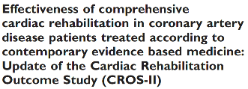 Effectiveness of comprehensive
cardiac rehabilitation in coronary artery
disease patients treated according to
contemporary evidence based medicine:
Update of the Cardiac Rehabilitation
Outcome Study (CROS-II)